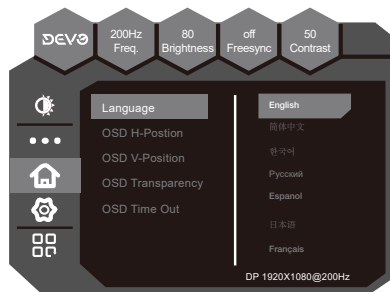 DEVO
200Hz
Freq.
80
Brightness
off
Freesync
50
Contrast
Language
OSD H-Postion
OSD V-Position
OSD Transparency
OSD Time Out
English
简体中文
한국어
Русский
Espanol
日本语
Français
DP 1920X1080@200Hz